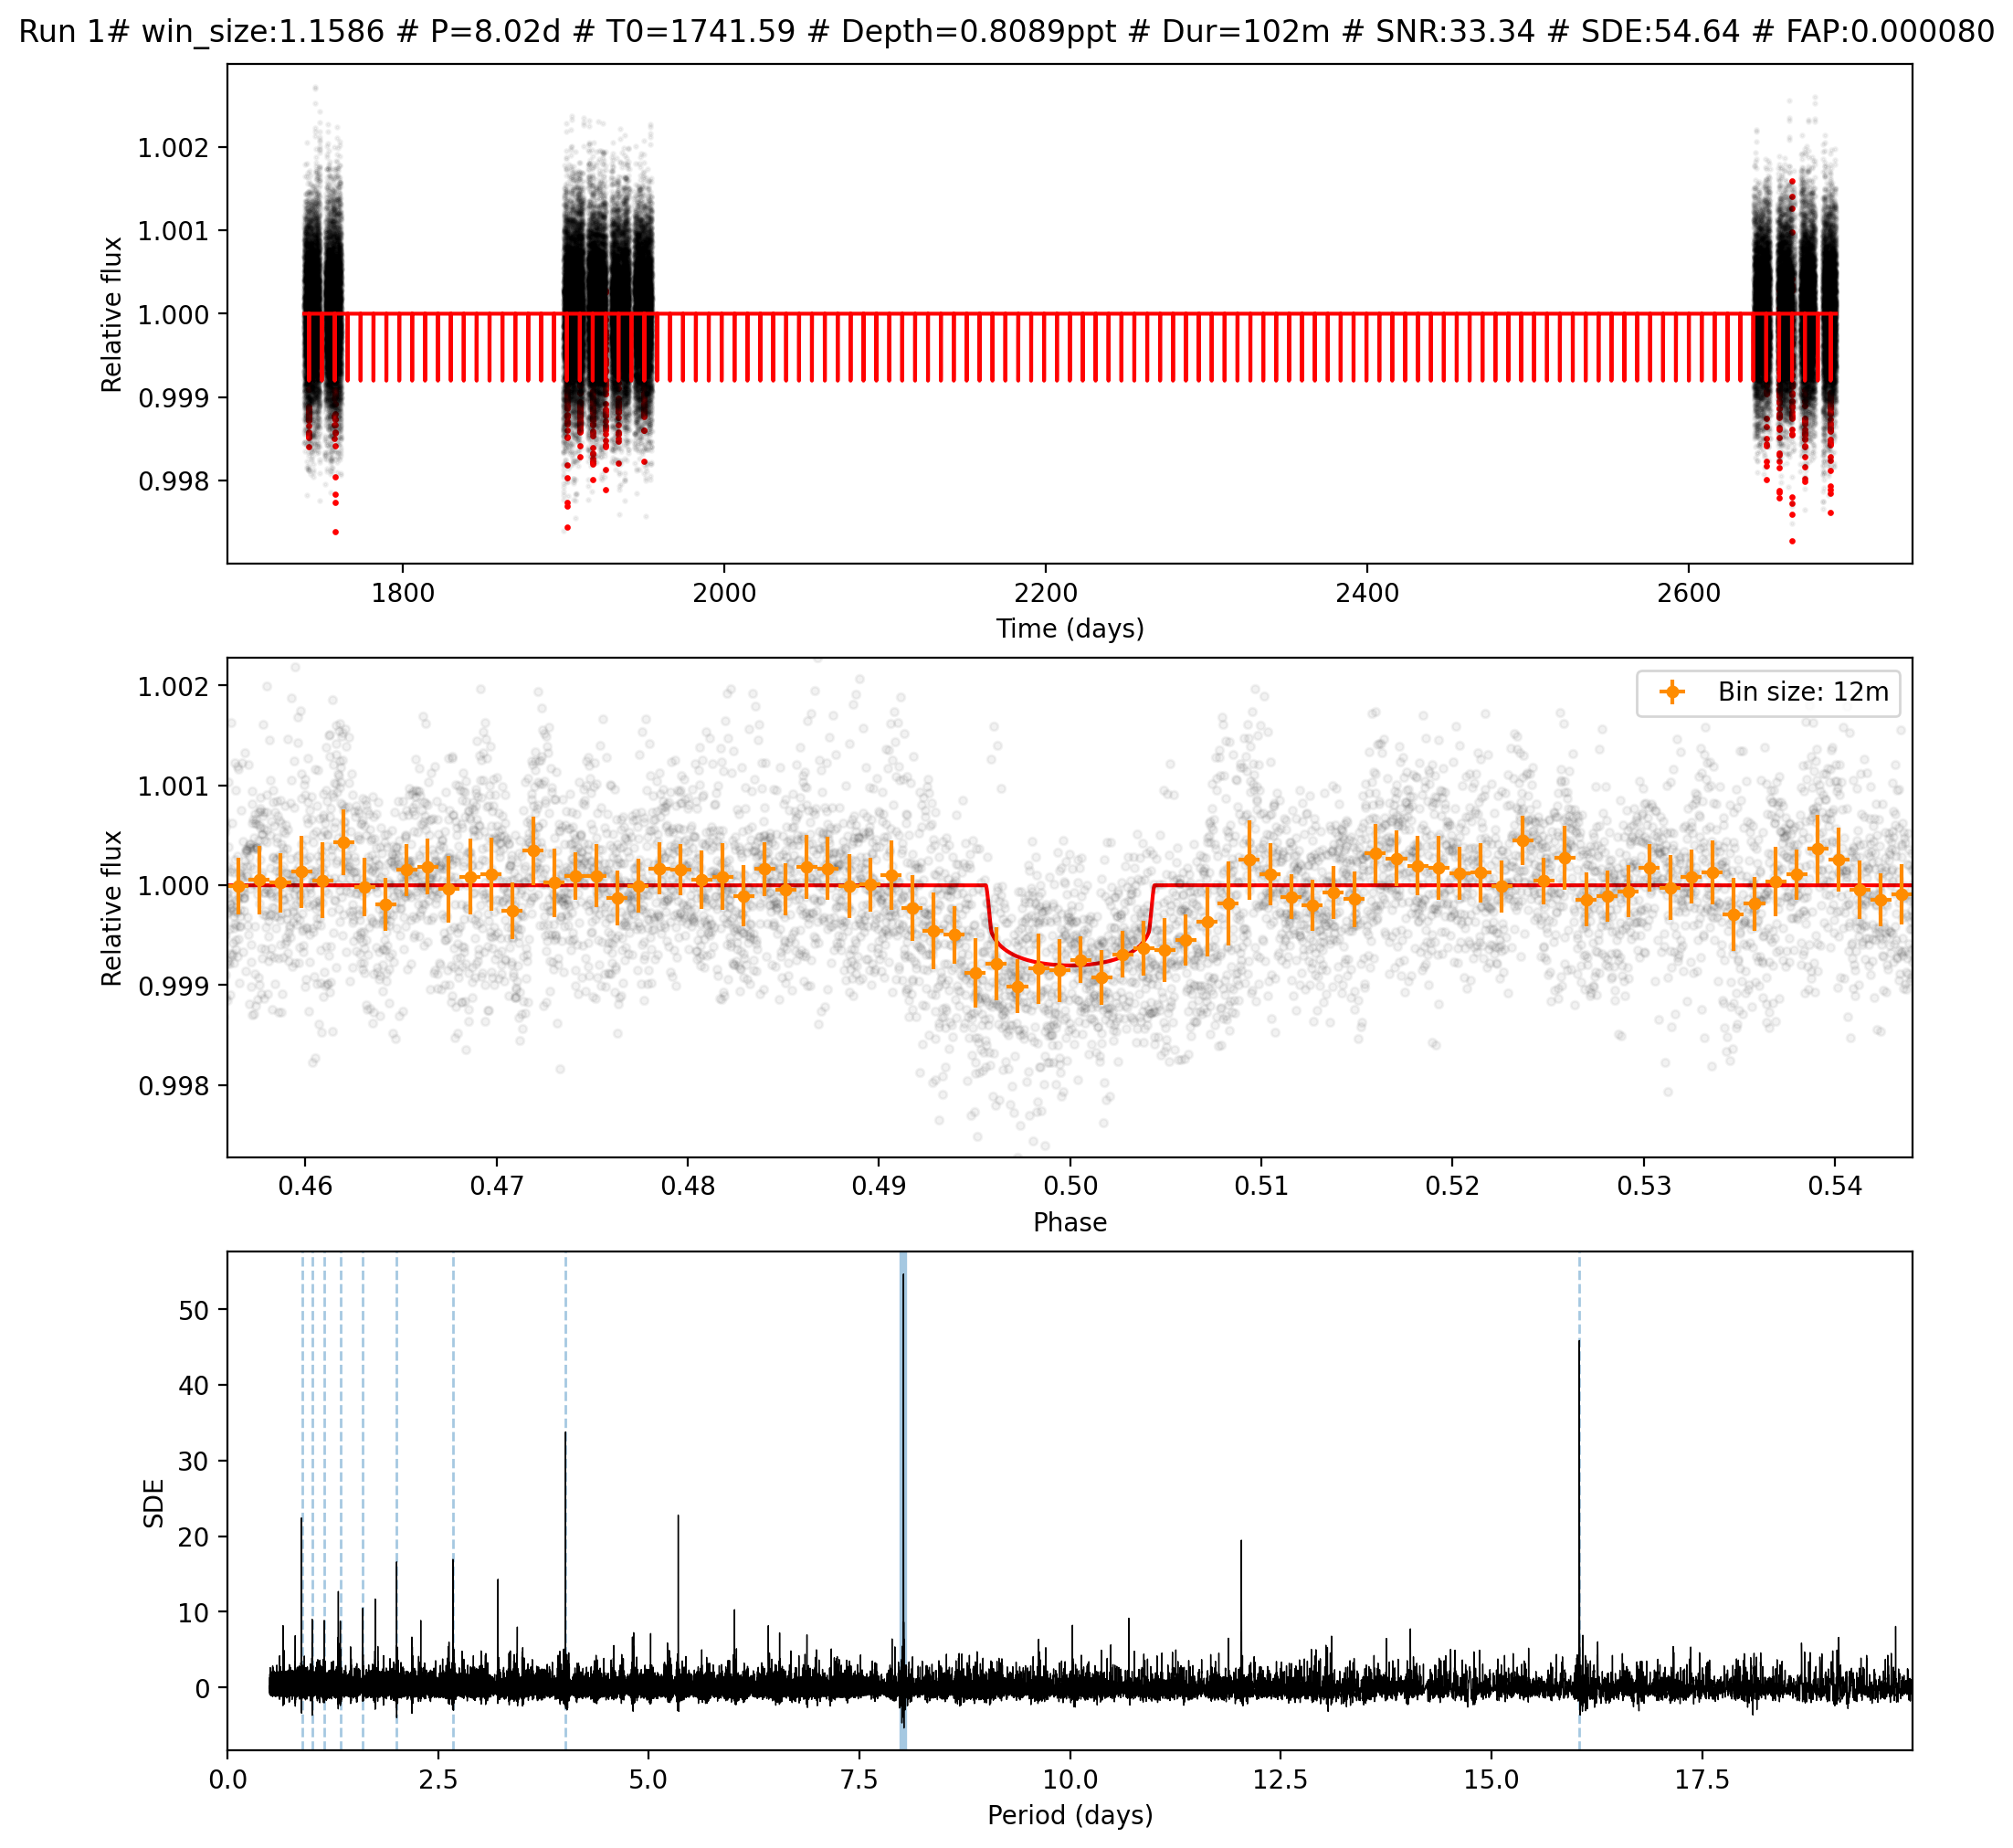 Run 1# win_size:1.1586 # P=8.02d # T0=1741.59 # Depth=0.8089ppt # Dur=102m # SNR:33.34 # SDE:54.64 # FAP:0.000080
1.002
1.001
1.000
0.999
0.998
Relative flux
1800 2000 2200 2400 2600
Time (days)
Bin size: 12m
1.002
1.001
1.000
0.999
0.998
Relative flux
0.46 0.47 0.48 0.49 0.50 0.51 0.52 0.53 0.54
Phase
50
40
30
20
10
0
SDE
0.0 2.5 5.0 7.5 10.0 12.5 15.0 17.5
Period (days)